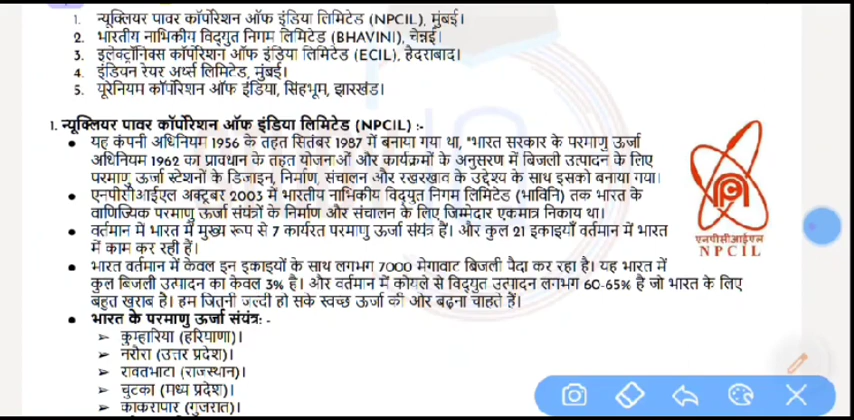 1. न्यूक्लियर पावर कॉर्पोरेशन ऑफ इंडिया लिमिटेड (NPCIL), मुंबई।
2. भारतीय नाभिकीय विद्युत निगम लिमिटेड (BHAVINI), चेन्नई।
3. इलेक्ट्रॉनिक्स कॉर्पोरेशन ऑफ इंडिया लिमिटेड (ECIL), हैदराबाद।
4. इंडियन रेयर अर्थ्स लिमिटेड, मुंबई।
5. यूरेनियम कॉर्पोरेशन ऑफ इंडिया, सिंहभूम, झारखंड।
1. न्यूक्लियर पावर कॉर्पोरेशन ऑफ इंडिया लिमिटेड (NPCIL) :-
● यह कंपनी अधिनियम 1956 के तहत सितंबर 1987 में बनाया गया था, "भारत सरकार के परमाणु ऊर्जा
अधिनियम 1962 का प्रावधान के तहत योजनाओं और कार्यक्रमों के अनुसरण में बिजली उत्पादन के लिए
परमाणु ऊर्जा स्टेशनों के डिजाइन, निर्माण, संचालन और रखरखाव के उद्देश्य के साथ इसको बनाया गया।
● एनपीसीआईएल अक्टूबर 2003 में भारतीय नाभिकीय विद्युत निगम लिमिटेड (भाविनि) तक भारत के
वाणिज्यिक परमाणु ऊर्जा संयंत्रों के निर्माण और संचालन के लिए जिम्मेदार एकमात्र निकाय था।
● वर्तमान में भारत में मुख्य रूप से 7 कार्यरत परमाणु ऊर्जा संयंत्र हैं। और कुल 21 इकाइयाँ वर्तमान में भारत
में काम कर रही हैं।
● भारत वर्तमान में केवल इन इकाइयों के साथ लगभग 7000 मेगावाट बिजली पैदा कर रहा है। यह भारत में
कुल बिजली उत्पादन का केवल 3% है। और वर्तमान में कोयले से विद्युत उत्पादन लगभग 60-65% है जो भारत के लिए
बहुत खराब है। हम जितनी जल्दी हो सके स्वच्छ ऊर्जा की ओर बढ़ना चाहते हैं।
● भारत के परमाणु ऊर्जा संयंत्र: -
➢ कुम्हारिया (हरियाणा)।
➢ नरोरा (उत्तर प्रदेश)।
➢ रावतभाटा (राजस्थान)।
➢ चुटका (मध्य प्रदेश)।
➢ काकरापार (गुजरात)।
एनपीसीआईएल
NPCIL